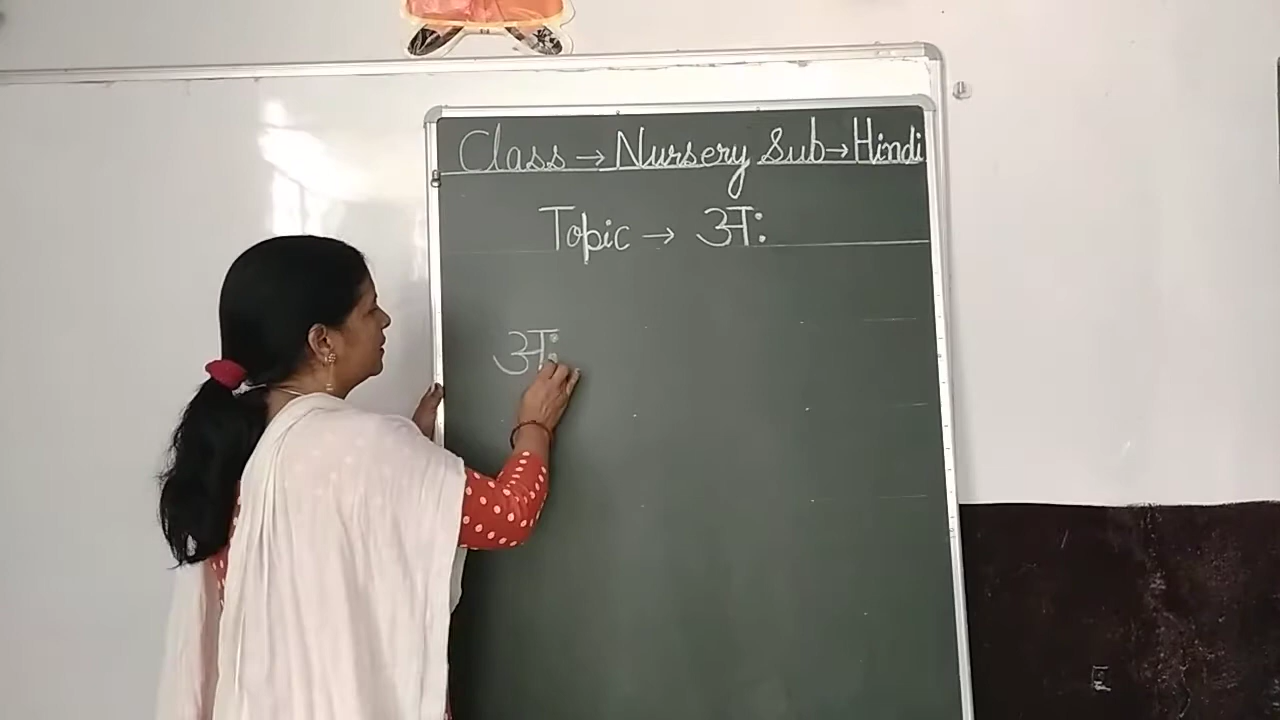 Class → Nursery Sub → Hindi
Topic → अः
अः